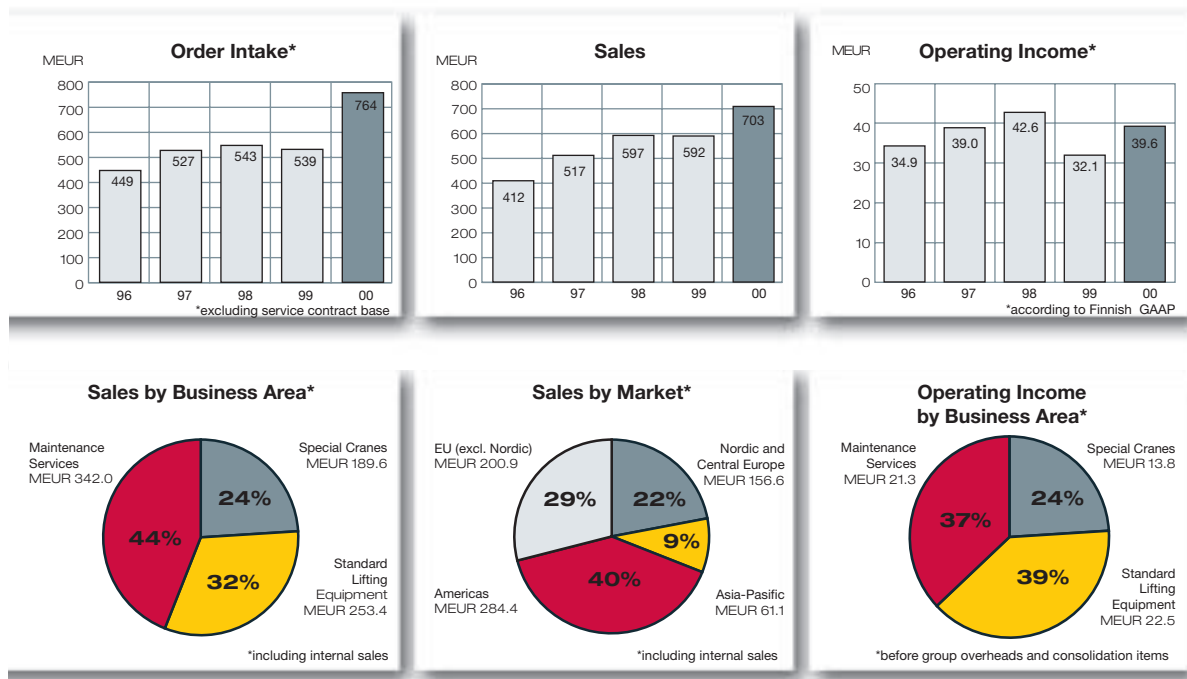 Order Intake*
MEUR
800
700
600
500
400
300
200
100
0
449
527
543
539
764
96
97
98
99
00
*excluding service contract base
Sales
MEUR
800
700
600
500
400
300
200
100
0
412
517
597
592
703
96
97
98
99
00
Operating Income*
MEUR
50
40
30
20
10
0
34.9
39.0
42.6
32.1
39.6
96
97
98
99
00
*according to Finnish GAAP
Sales by Business Area*
Maintenance
Services
MEUR 342.0
Special Cranes
MEUR 189.6
24%
44%
32%
Standard
Lifting
Equipment
MEUR 253.4
*including internal sales
Sales by Market*
EU (excl. Nordic)
MEUR 200.9
Nordic and
Central Europe
MEUR 156.6
29%
22%
9%
40%
Americas
MEUR 284.4
Asia-Pasific
MEUR 61.1
*including internal sales
Operating Income
by Business Area*
Maintenance
Services
MEUR 21.3
Special Cranes
MEUR 13.8
24%
37%
39%
Standard
Lifting
Equipment
MEUR 22.5
*before group overheads and consolidation items